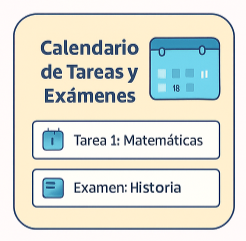 Calendario
de Tareas y
Exámenes
18
Tarea 1: Matemáticas
Examen: Historia